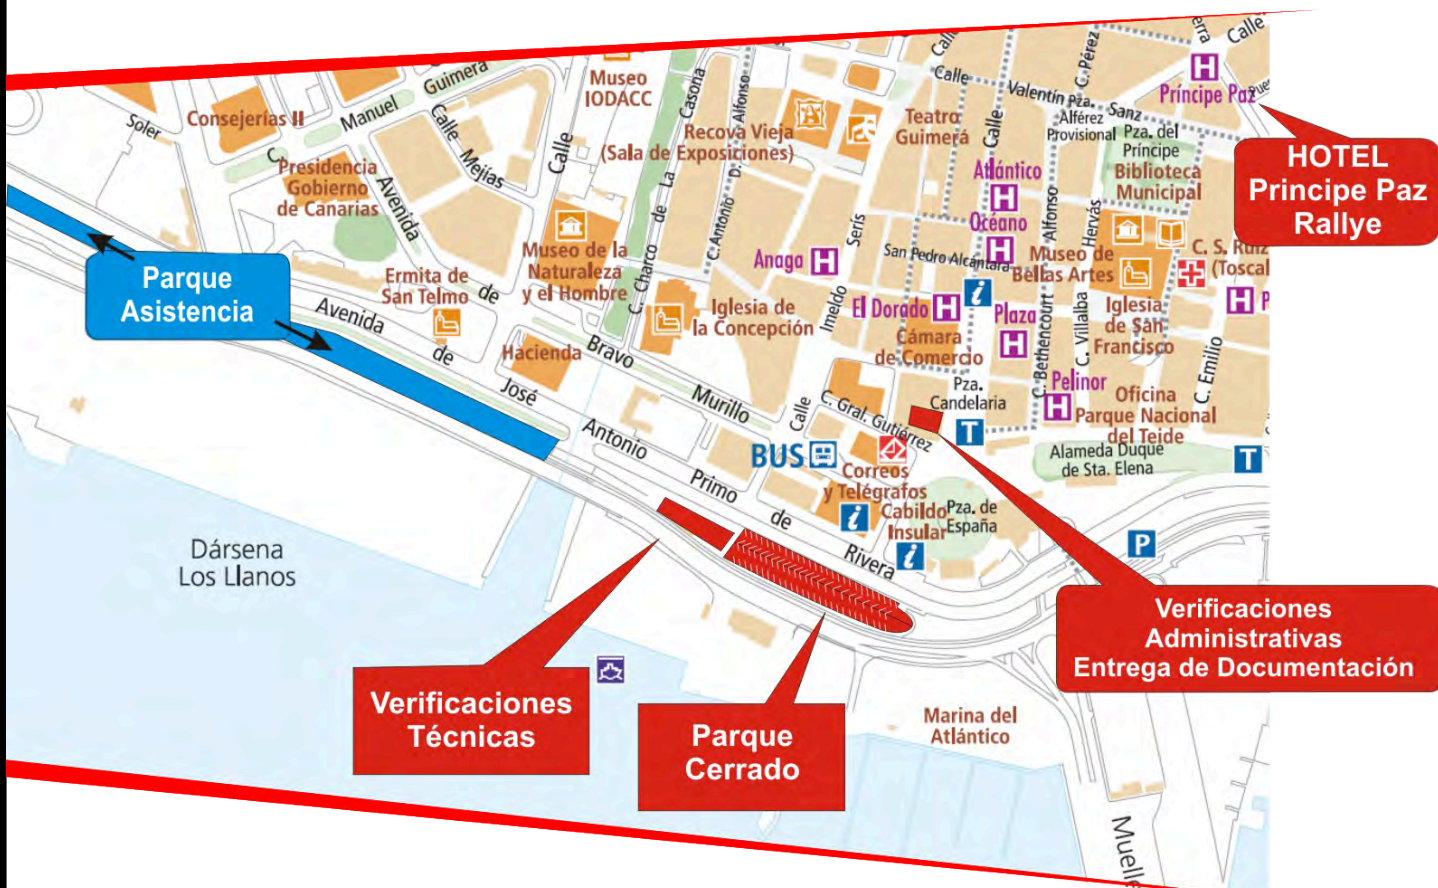 Calle
Príncipe Paz
HOTEL
Principe Paz
Rallye
Guimerá
Manuel
C.
Soler
Consejerías II
Calle
Mejías
Museo
IODACC
Calle
Casona
La
de
Charco
C.
D. Alfonso
C. Antonio
Recova Vieja
(Sala de Exposiciones)
Teatro
Guimerá
Calle
Valentín
Sanz
Pza.
Alférez
Provisional
C. Pérez
Pza. del
Príncipe
Biblioteca
Municipal
Presidencia
Gobierno
de Canarias
Avenida
de
Bravo
Murillo
Calle
Atlántico
Océano
San Pedro Alcántara
Alfonso
C. Bethencourt
Hervás
C. Villalba
Museo de
Bellas Artes
C. S. Ruiz
(Toscal
Parque
Asistencia
Ermita de
San Telmo
Museo de la
Naturaleza
y el Hombre
Anaga
Serís
Imeldo
Calle
El Dorado
Plaza
Iglesia
de San
Francisco
P
C. Emilio
Iglesia de
la Concepción
Cámara
de Comercio
Hacienda
Avenida
de
José
Antonio
Primo
de
Rivera
Pza.
Candelaria
Pelinor
Oficina
Parque Nacional
del Teide
C. Gral. Gutiérrez
BUS
T
Alameda Duque
de Sta. Elena
T
Correos
y Telégrafos
Cabildo
Insular
Pza. de
España
P
Dársena
Los Llanos
Verificaciones
Administrativas
Entrega de Documentación
Verificaciones
Técnicas
Parque
Cerrado
Marina del
Atlántico
Muelle